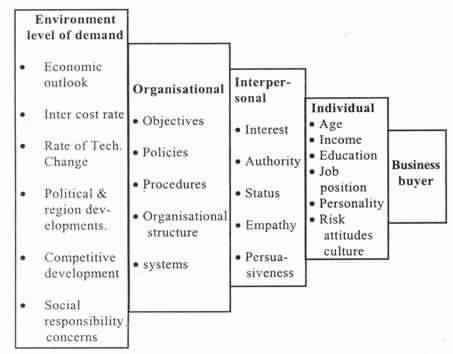 Environment
level of demand
• Economic
outlook
• Inter cost rate
• Rate of Tech.
Change
• Political &
region dev-
elopments.
• Competitive
development
• Social
responsibility
concerns
Organisational
• Objectives
• Policies
• Procedures
• Organisational
structure
• systems
Interper-
sonal
• Interest
• Authority
• Status
• Empathy
• Persua-
siveness
Individual
• Age
• Income
• Education
• Job
position
• Personality
• Risk
attitudes
culture
Business
buyer